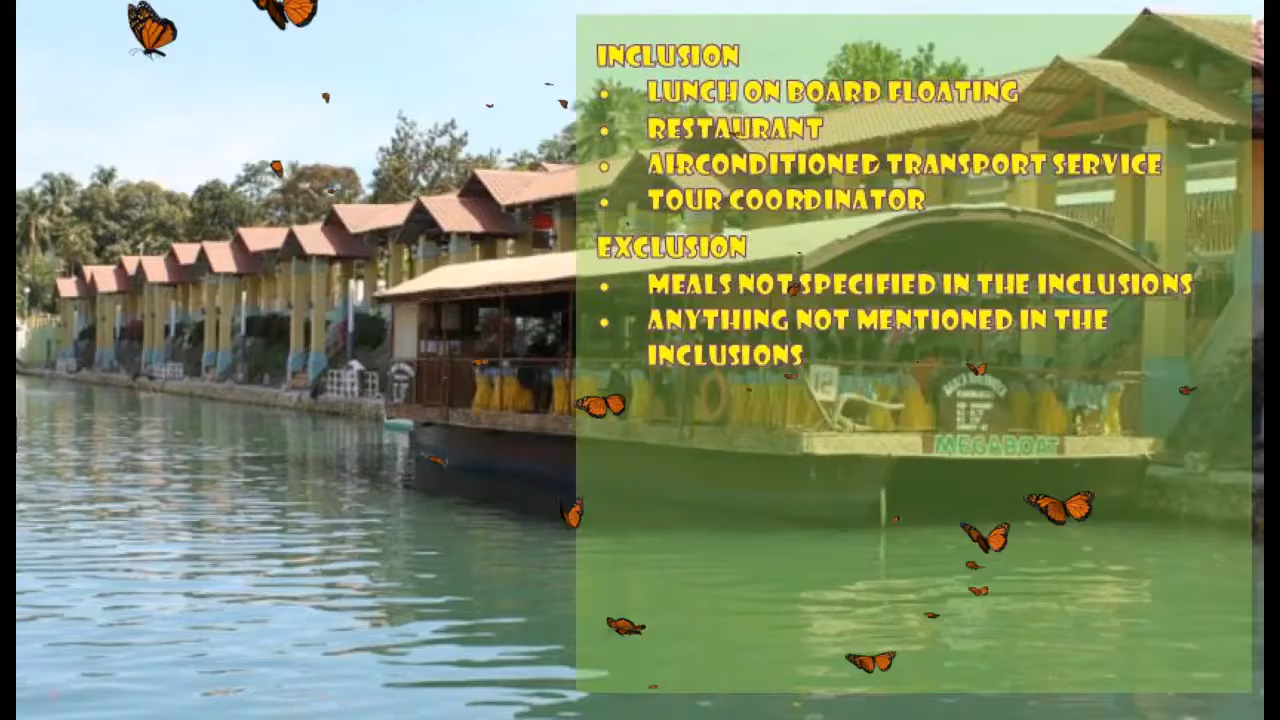 INCLUSION
• LUNCH ON BOARD FLOATING
• RESTAURANT
• AIRCONDITIONED TRANSPORT SERVICE
• TOUR COORDINATOR
EXCLUSION
• MEALS NOT SPECIFIED IN THE INCLUSIONS
• ANYTHING NOT MENTIONED IN THE
INCLUSIONS
MEGABOAT